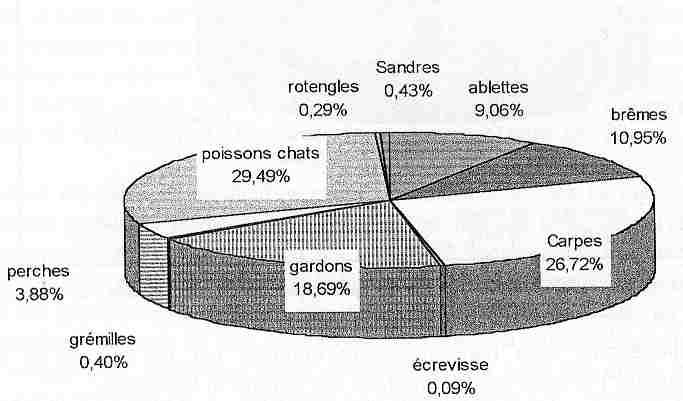 Sandres
0,43%
rotengles
0,29%
ablettes
9,06%
brêmes
10,95%
poissons chats
29,49%
Carpes
26,72%
gardons
18,69%
perches
3,88%
grémilles
0,40%
écrevisse
0,09%